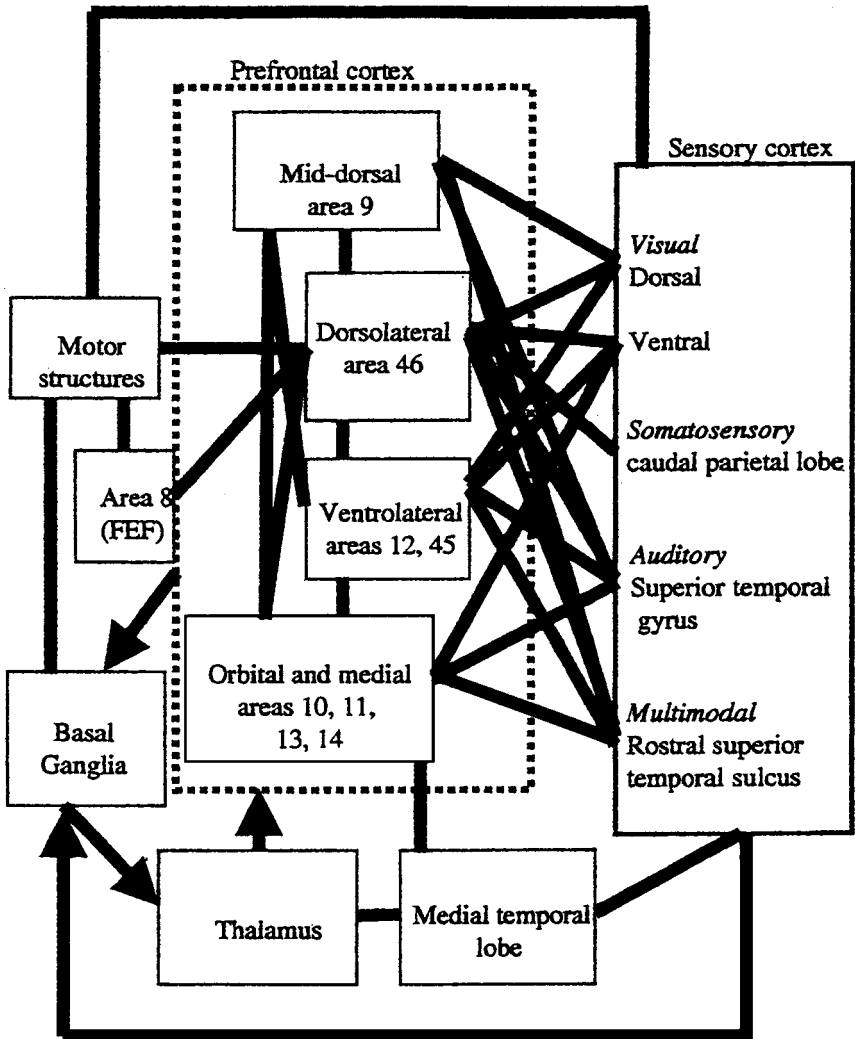 Prefrontal cortex
Mid-dorsal
area 9
Dorsolateral
area 46
Ventrolateral
areas 12, 45
Orbital and medial
areas 10, 11,
13, 14
Motor
structures
Area 8
(FEF)
Basal
Ganglia
Thalamus
Medial temporal
lobe
Sensory cortex
Visual
Dorsal
Ventral
Somatosensory
caudal parietal lobe
Auditory
Superior temporal
gyrus
Multimodal
Rostral superior
temporal sulcus